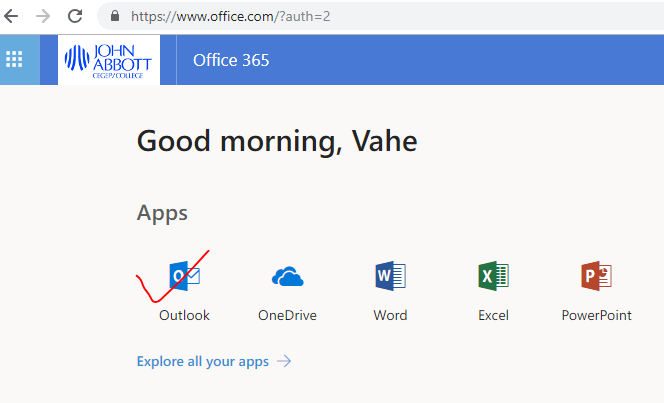 https://www.office.com/?auth=2
JOHN
ABBOTT
CEGEP/COLLEGE
Office 365
Good morning, Vahe
Apps
Outlook OneDrive Word Excel PowerPoint
Explore all your apps